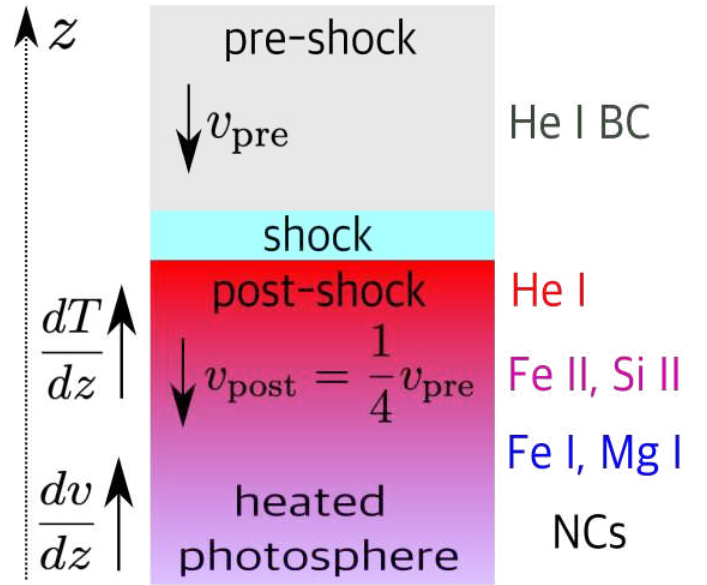 z
pre-shock
v_pre
He I BC
shock
post-shock
He I
dT/dz
v_post = 1/4 v_pre
Fe II, Si II
Fe I, Mg I
dv/dz
heated
photosphere
NCs